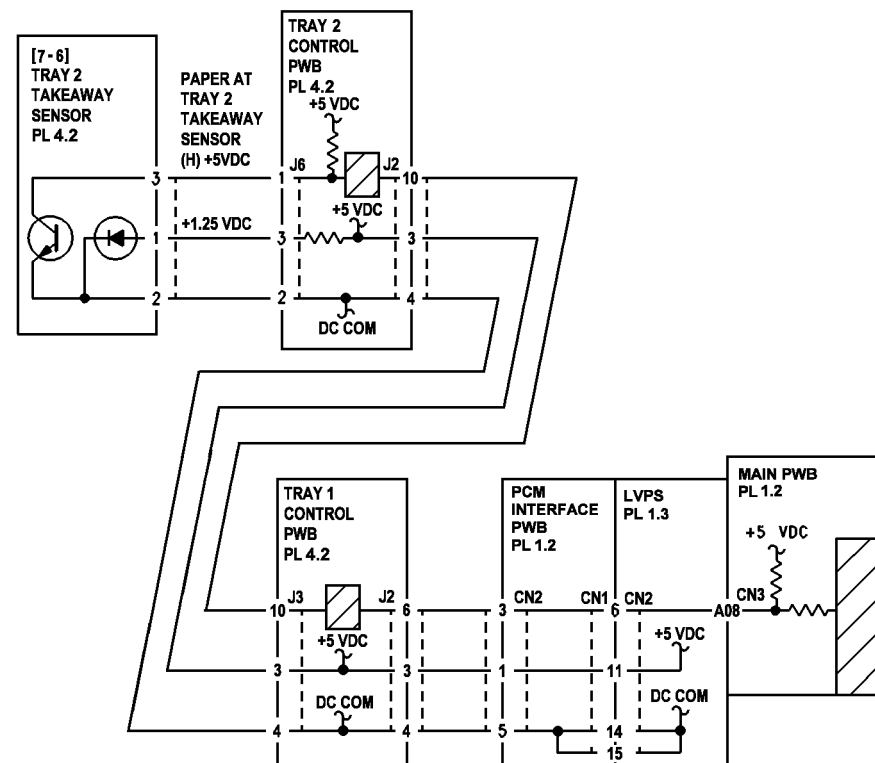 [7-6]
TRAY 2
TAKEAWAY
SENSOR
PL 4.2
PAPER AT
TRAY 2
TAKEAWAY
SENSOR
(H) +5VDC
TRAY 2
CONTROL
PWB
PL 4.2
+5 VDC
3
1
J6
J2
10
1
+1.25 VDC
3
+5 VDC
3
2
2
DC COM
4
TRAY 1
CONTROL
PWB
PL 4.2
PCM
INTERFACE
PWB
PL 1.2
LVPS
PL 1.3
MAIN PWB
PL 1.2
+5 VDC
10
J3
J2
6
3
CN2
CN1
6
CN2
A08
CN3
3
+5 VDC
3
1
11
+5 VDC
4
DC COM
4
5
14
15
DC COM